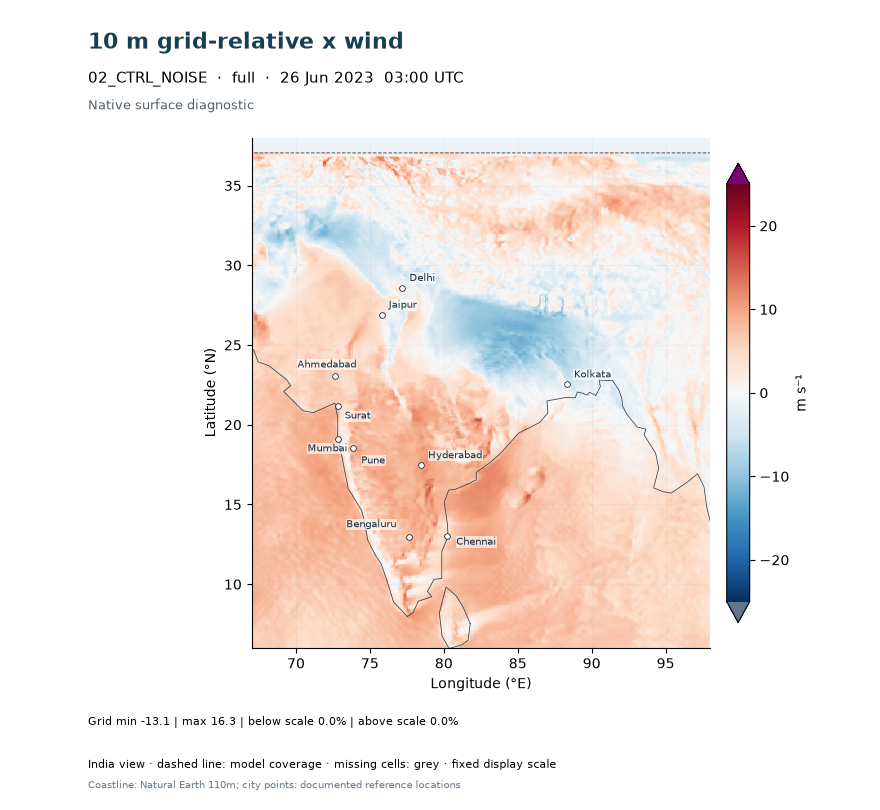 10 m grid-relative x wind
02_CTRL_NOISE · full · 26 Jun 2023 03:00 UTC
Native surface diagnostic
35
30
25
20
15
10
Latitude (°N)
70
75
80
85
90
95
Longitude (°E)
Delhi
Jaipur
Ahmedabad
Kolkata
Surat
Mumbai
Pune
Hyderabad
Bengaluru
Chennai
20
10
0
−10
−20
m s⁻¹
Grid min -13.1 | max 16.3 | below scale 0.0% | above scale 0.0%
India view · dashed line: model coverage · missing cells: grey · fixed display scale
Coastline: Natural Earth 110m; city points: documented reference locations